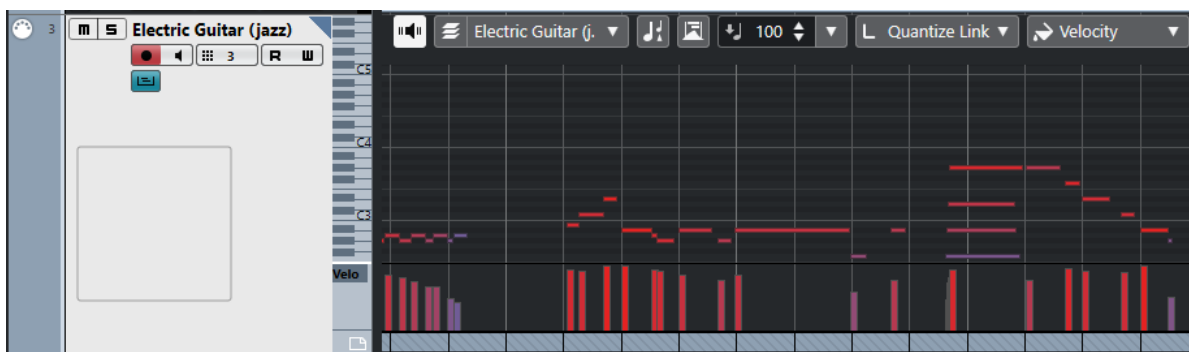 3 m S Electric Guitar (jazz)
3 R W
Electric Guitar (j. 100 Quantize Link Velocity
C5
C4
C3
Velo